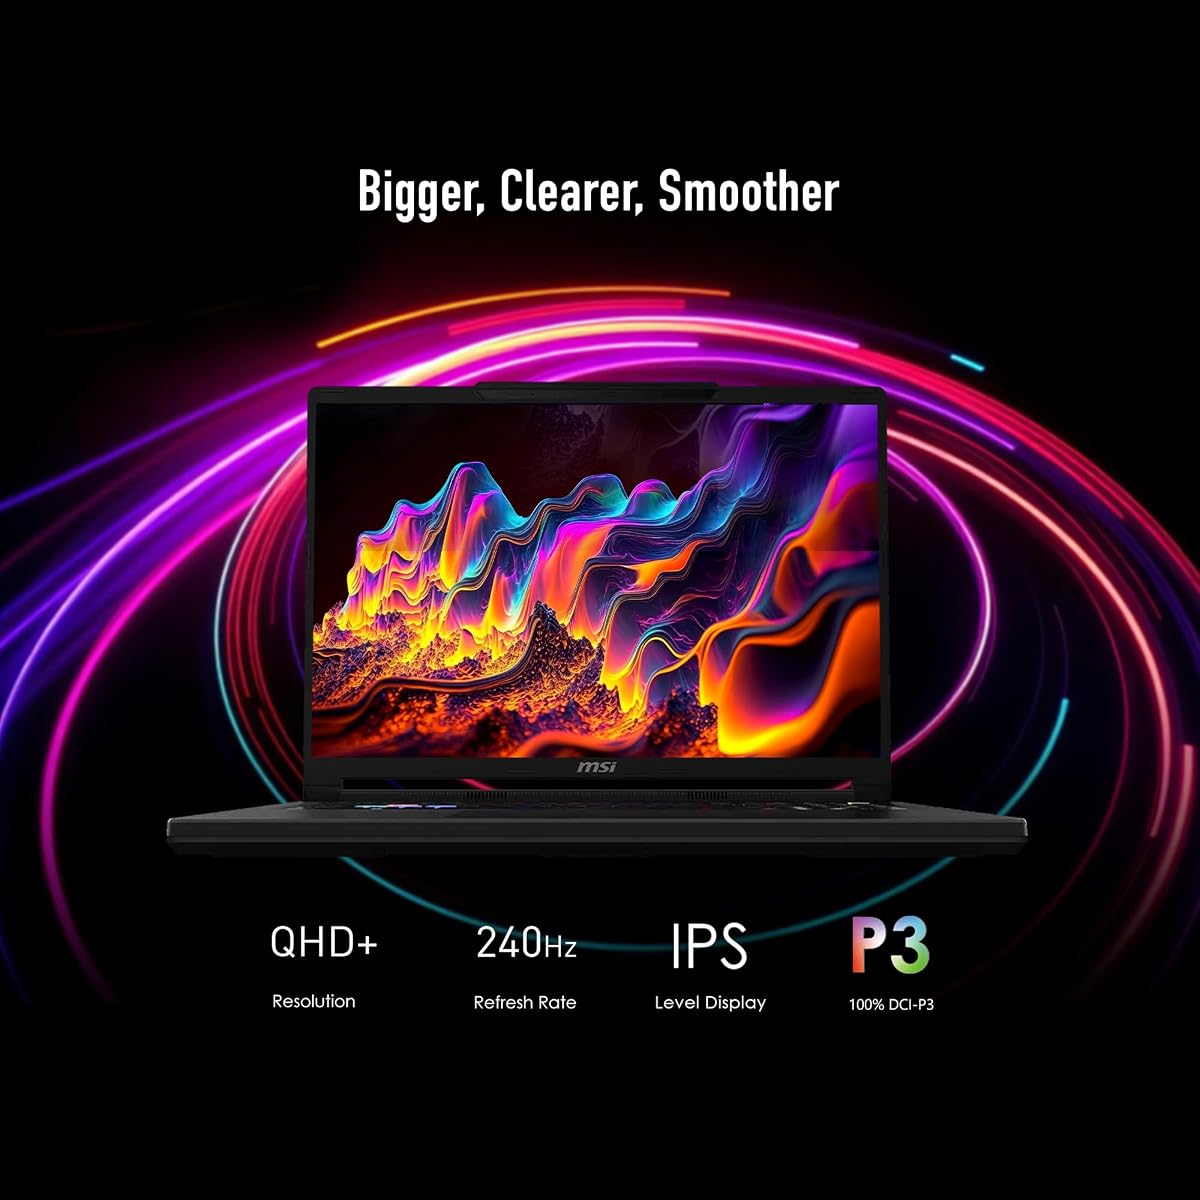 Bigger, Clearer, Smoother
msi
QHD+ 240Hz IPS P3
Resolution Refresh Rate Level Display 100% DCI-P3